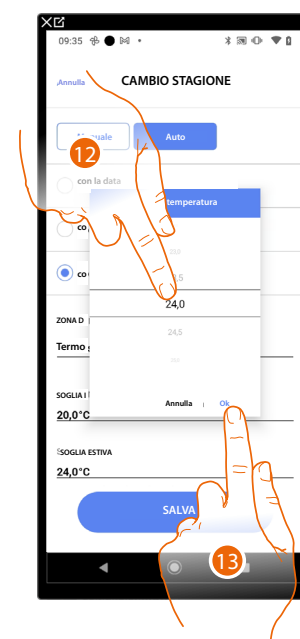 09:35
Annulla CAMBIO STAGIONE
Auto
12
con la data
temperatura
co
co
24,0
24,5
ZONA D
Termo
Annulla | Ok
SOGLIA I
20,0°C
SOGLIA ESTIVA
24,0°C
SALVA
13